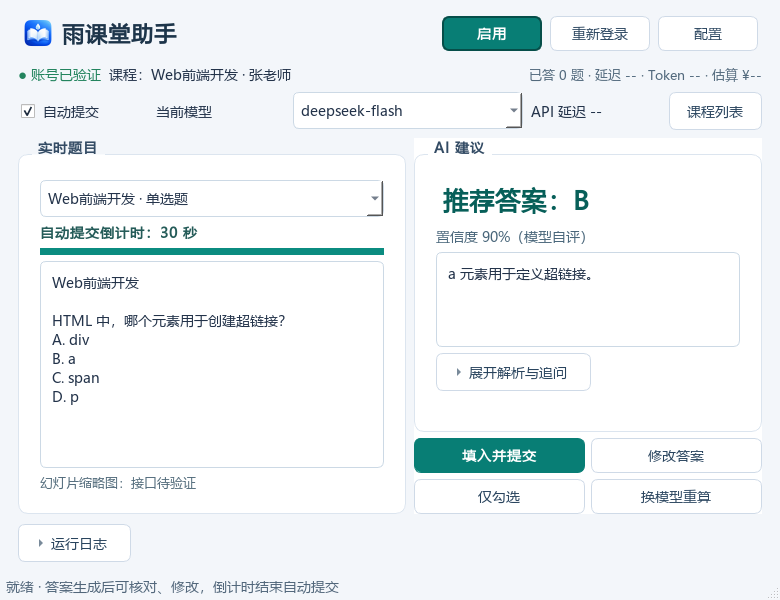 雨课堂助手
启用
重新登录
配置
● 账号已验证 课程：Web前端开发 · 张老师
已答 0 题 · 延迟 -- · Token -- · 估算 ¥--
自动提交
当前模型
deepseek-flash
API 延迟 --
课程列表
实时题目
Web前端开发 · 单选题
自动提交倒计时：30 秒
Web前端开发
HTML 中，哪个元素用于创建超链接？
A. div
B. a
C. span
D. p
幻灯片缩略图：接口待验证
AI 建议
推荐答案：B
置信度 90%（模型自评）
a 元素用于定义超链接。
展开解析与追问
填入并提交
修改答案
仅勾选
换模型重算
运行日志
就绪 · 答案生成后可核对、修改，倒计时结束自动提交